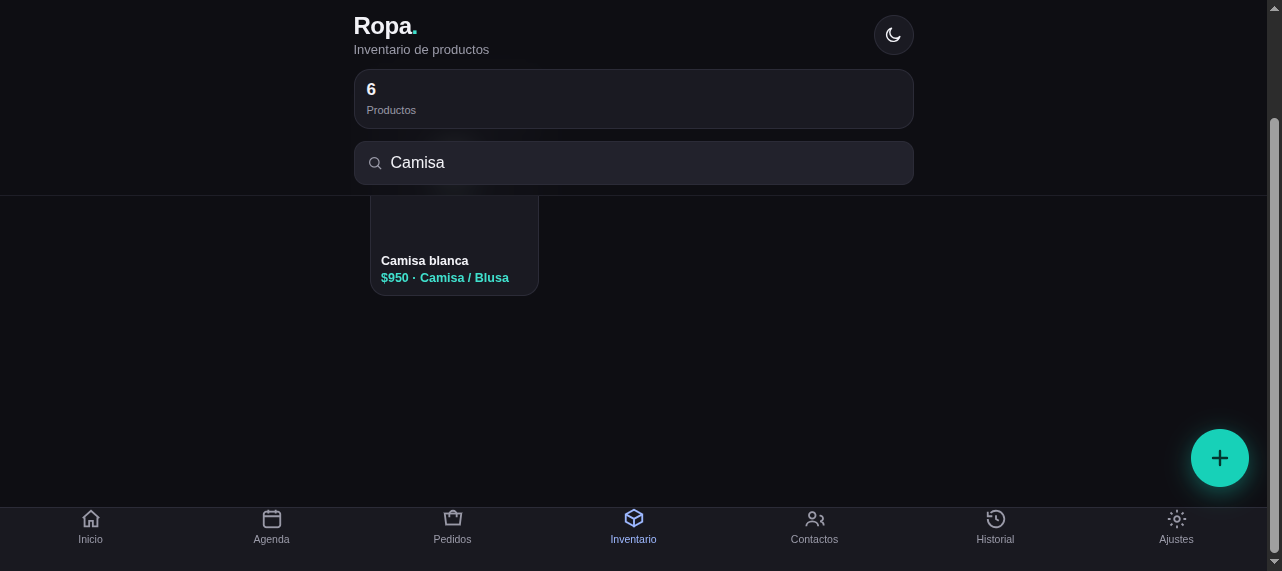 Ropa.
Inventario de productos
6
Productos
Camisa
Camisa blanca
$950 · Camisa / Blusa
Inicio
Agenda
Pedidos
Inventario
Contactos
Historial
Ajustes